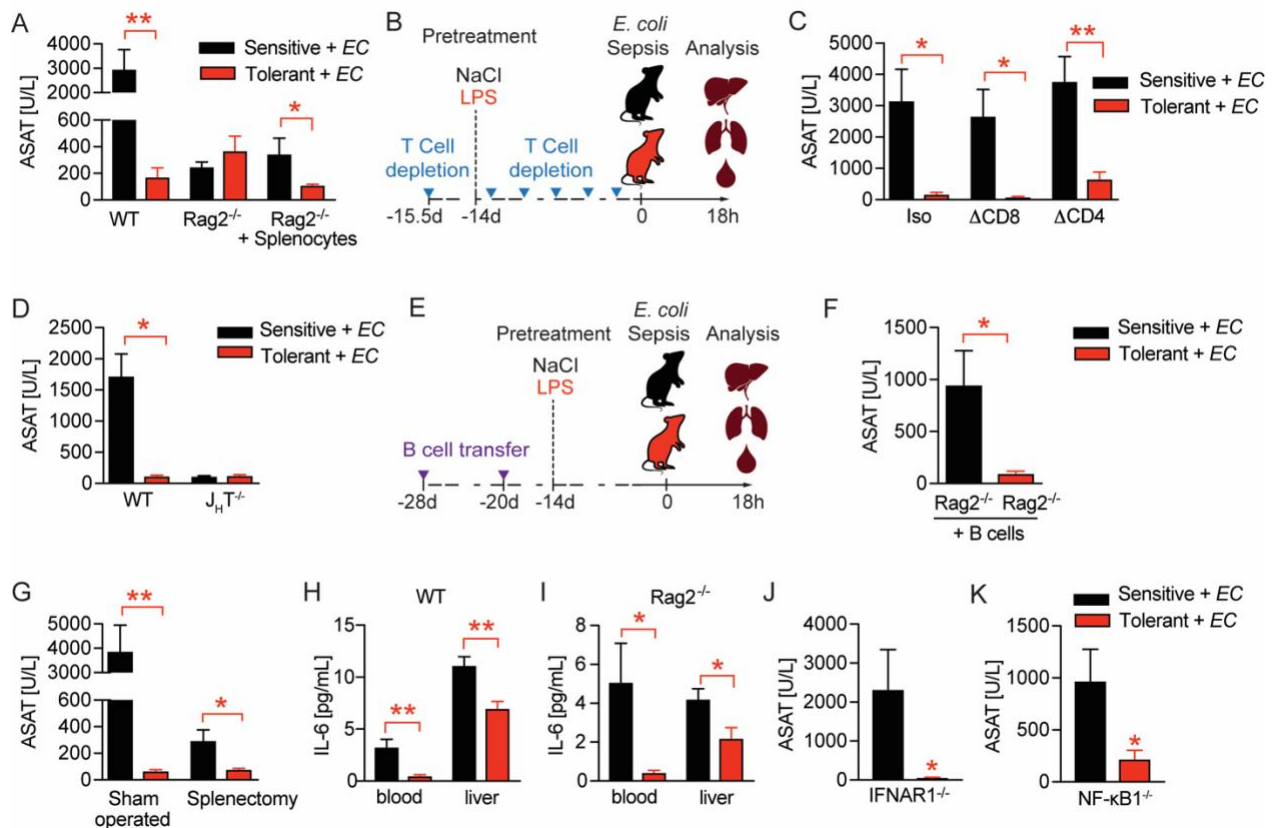 A
ASAT [U/L]
4000
3000
2000
600
400
200
0
**
*
Sensitive + EC
Tolerant + EC
WT
Rag2-/-
Rag2-/-
+ Splenocytes
B
Pretreatment
NaCl
LPS
E. coli
Sepsis
Analysis
T Cell
depletion
T Cell
depletion
-15.5d
-14d
0
18h
C
ASAT [U/L]
5000
4000
3000
2000
1000
0
*
*
**
Sensitive + EC
Tolerant + EC
Iso
ΔCD8
ΔCD4
D
ASAT [U/L]
2500
2000
1500
1000
500
0
*
Sensitive + EC
Tolerant + EC
WT
JHT-/-
E
Pretreatment
NaCl
LPS
E. coli
Sepsis
Analysis
B cell transfer
-28d
-20d
-14d
0
18h
F
ASAT [U/L]
1500
1000
500
0
*
Sensitive + EC
Tolerant + EC
Rag2-/- Rag2-/-
+ B cells
G
ASAT [U/L]
5000
4000
3000
600
400
200
0
**
*
Sham
operated
Splenectomy
H
WT
IL-6 [pg/mL]
15
10
5
0
**
**
blood
liver
I
Rag2-/-
IL-6 [pg/mL]
8
6
4
2
0
*
*
blood
liver
J
ASAT [U/L]
4000
3000
2000
1000
0
*
IFNAR1-/-
K
Sensitive + EC
Tolerant + EC
ASAT [U/L]
1500
1000
500
0
*
NF-κB1-/-